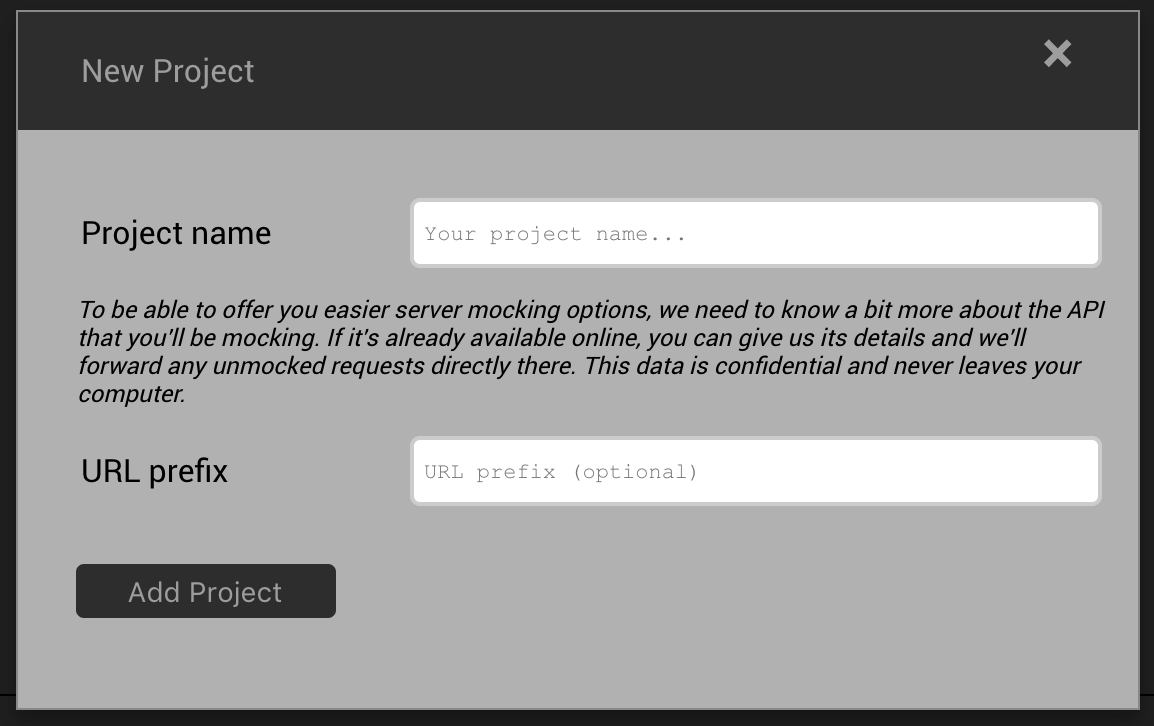 New Project
Project name
Your project name...
To be able to offer you easier server mocking options, we need to know a bit more about the API
that you'll be mocking. If it's already available online, you can give us its details and we'll
forward any unmocked requests directly there. This data is confidential and never leaves your
computer.
URL prefix
URL prefix (optional)
Add Project